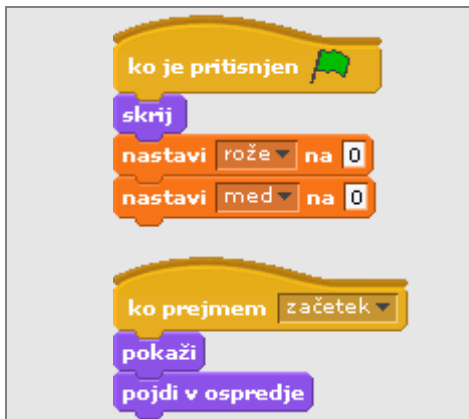 ko je pritisnjen
skrij
nastavi rože na 0
nastavi med na 0
ko prejmem začetek
pokaži
pojdi v ospredje